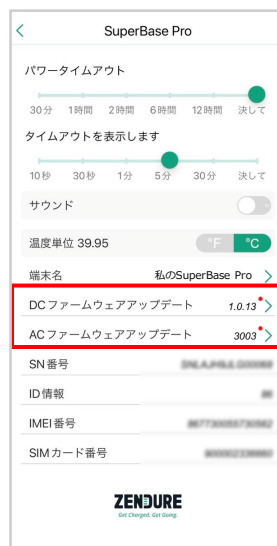 SuperBase Pro
パワータイムアウト
30分 1時間 2時間 6時間 12時間 決して
タイムアウトを表示します
10秒 30秒 1分 5分 30分 決して
サウンド
温度単位 39.95 °F °C
端末名 私のSuperBase Pro
DCファームウェアアップデート 1.0.13
ACファームウェアアップデート 3003
SN番号
ID情報
IMEI番号
SIMカード番号
ZENDURE
Get Charged. Get Going.